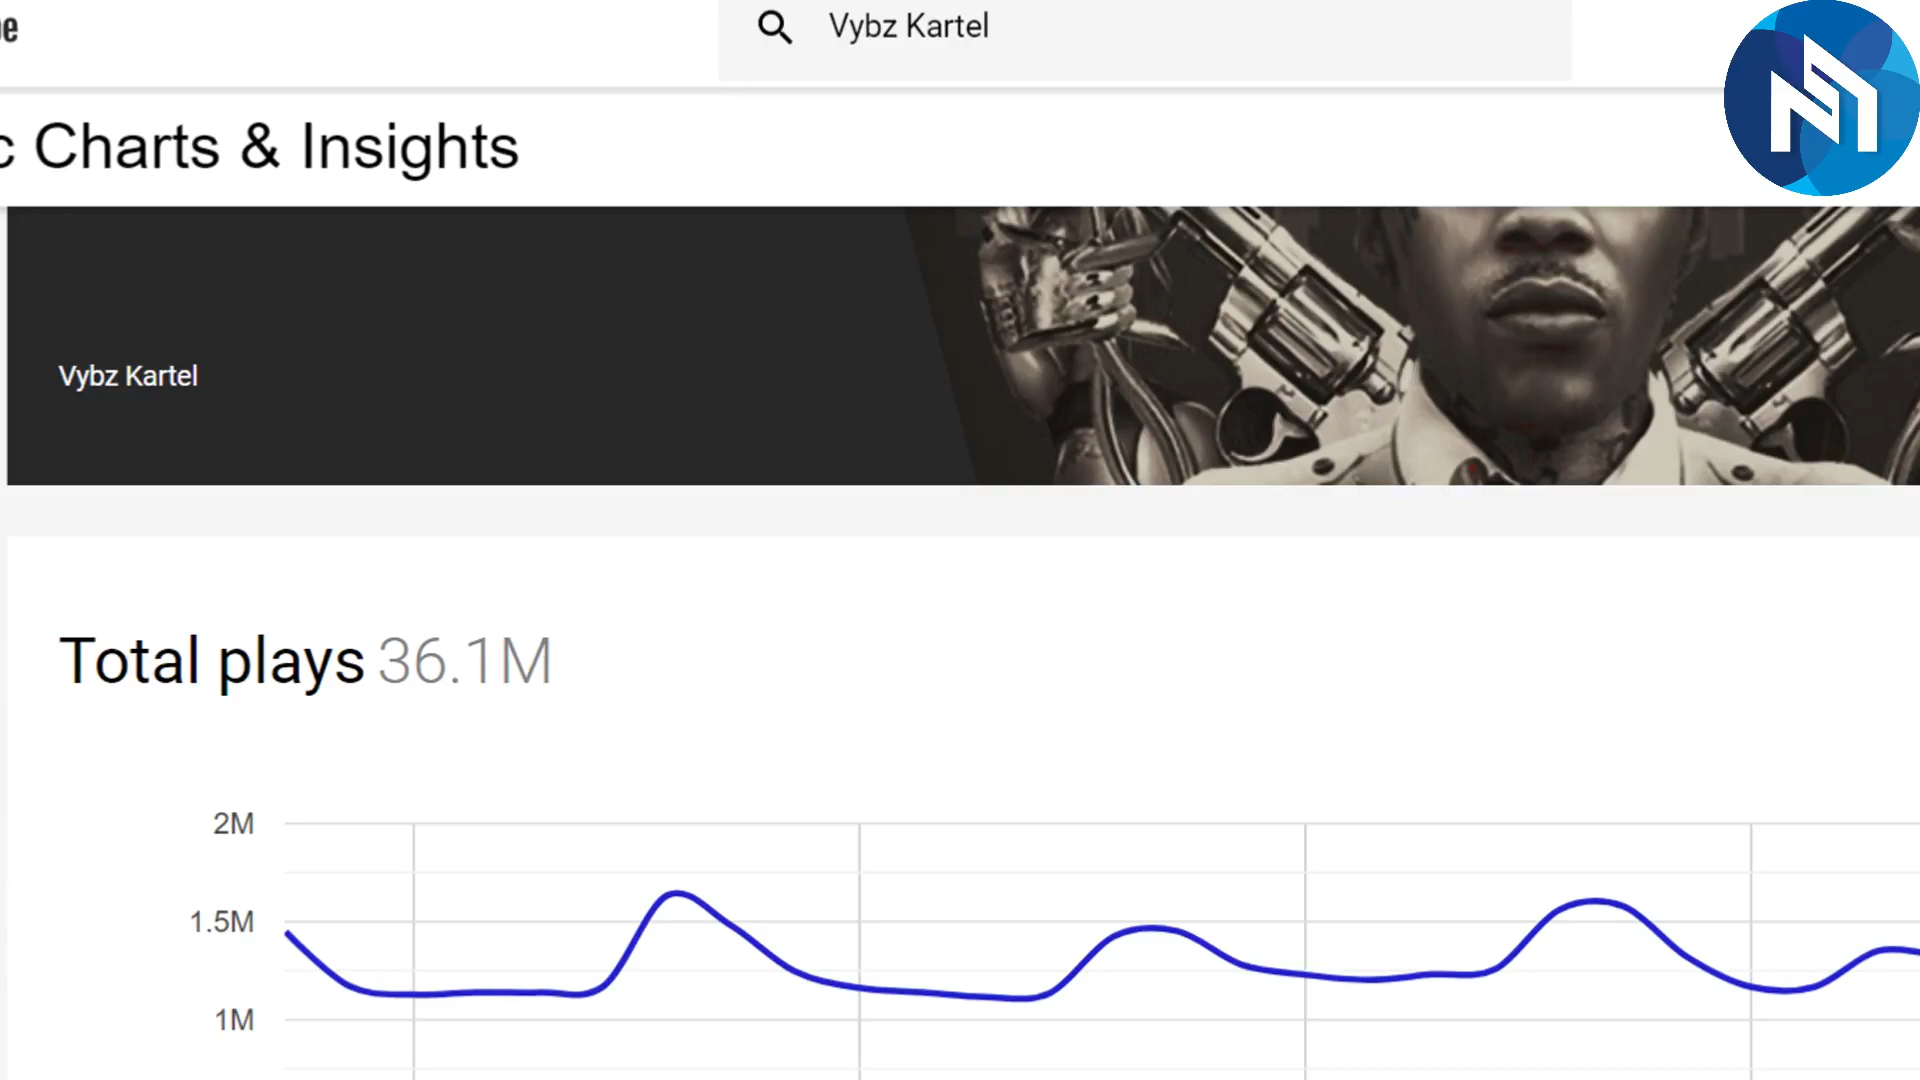 e
Vybz Kartel
c Charts & Insights
Vybz Kartel
Total plays 36.1M
2M
1.5M
1M